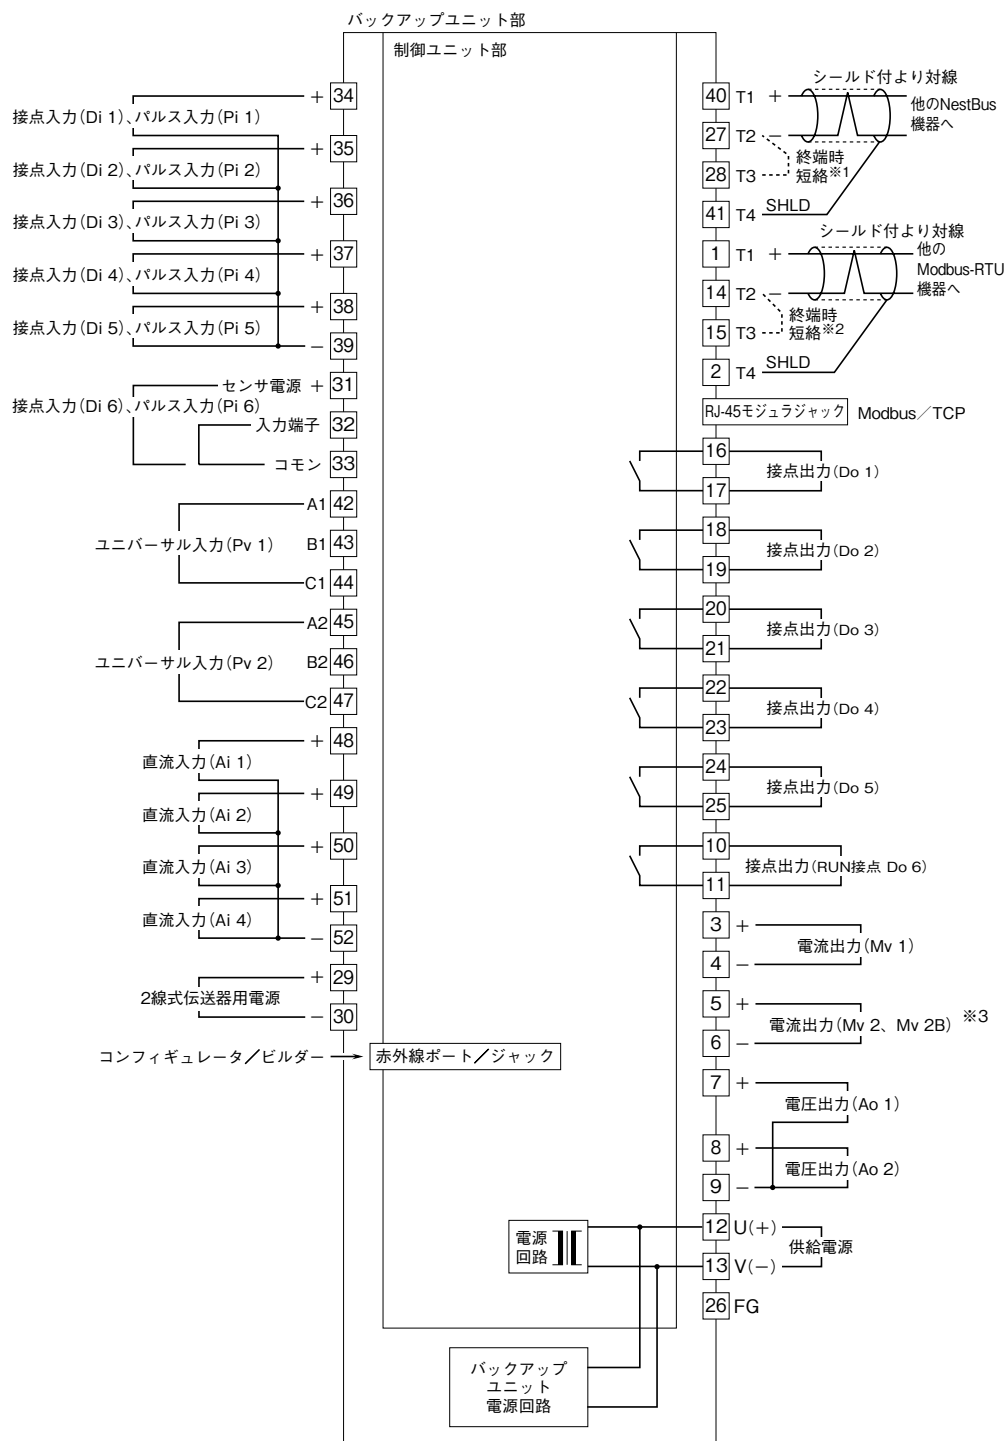 バックアップユニット部
制御ユニット部
+ 34
接点入力(Di 1)、パルス入力(Pi 1)
+ 35
接点入力(Di 2)、パルス入力(Pi 2)
+ 36
接点入力(Di 3)、パルス入力(Pi 3)
+ 37
接点入力(Di 4)、パルス入力(Pi 4)
+ 38
接点入力(Di 5)、パルス入力(Pi 5)
− 39
センサ電源 + 31
接点入力(Di 6)、パルス入力(Pi 6)
入力端子 32
コモン 33
A1 42
ユニバーサル入力(Pv 1) B1 43
C1 44
A2 45
ユニバーサル入力(Pv 2) B2 46
C2 47
+ 48
直流入力(Ai 1)
+ 49
直流入力(Ai 2)
+ 50
直流入力(Ai 3)
+ 51
直流入力(Ai 4)
− 52
+ 29
2線式伝送器用電源
− 30
コンフィギュレータ/ビルダー 赤外線ポート/ジャック
シールド付より対線
40 T1 +
他のNestBus
機器へ
27 T2 −
終端時
短絡※1
28 T3
41 T4 SHLD
シールド付より対線
1 T1 +
他の
Modbus-RTU
機器へ
14 T2 −
終端時
短絡※2
15 T3
2 T4 SHLD
RJ-45モジュラジャック Modbus/TCP
16
接点出力(Do 1)
17
18
接点出力(Do 2)
19
20
接点出力(Do 3)
21
22
接点出力(Do 4)
23
24
接点出力(Do 5)
25
10
接点出力(RUN接点 Do 6)
11
3 +
電流出力(Mv 1)
4 −
5 +
電流出力(Mv 2、Mv 2B) ※3
6 −
7 +
電圧出力(Ao 1)
8 +
電圧出力(Ao 2)
9 −
12 U(+)
供給電源
13 V(−)
26 FG
電源
回路
バックアップ
ユニット
電源回路